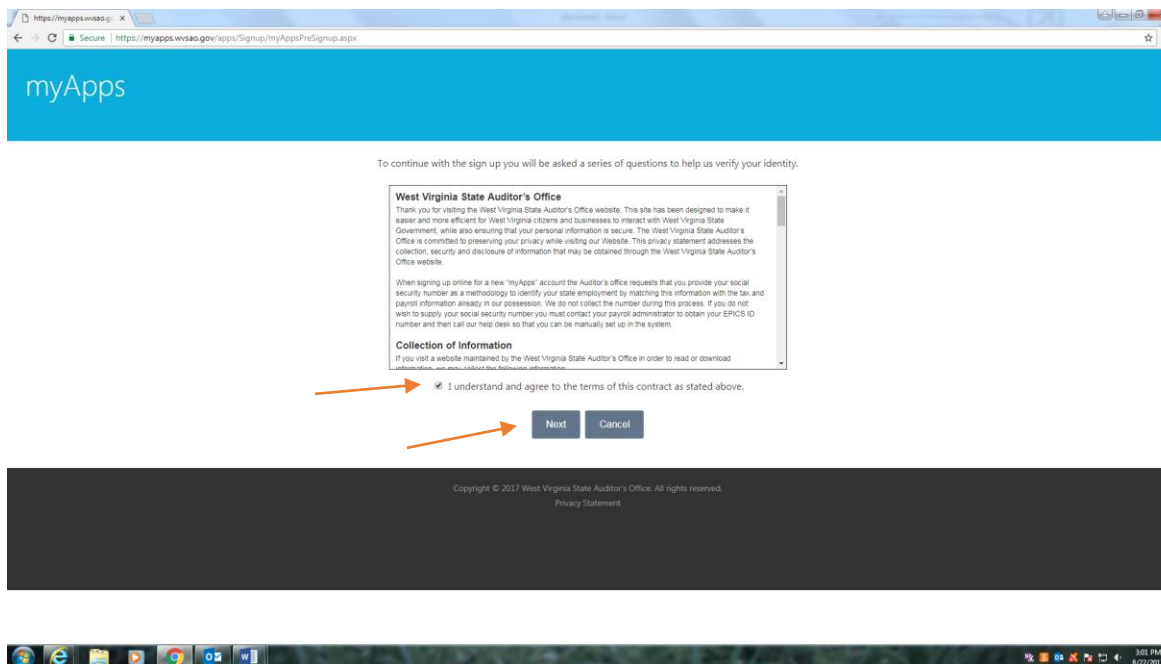 https://myapps.wvsao.g
Secure | https://myapps.wvsao.gov/apps/Signup/myAppsPreSignup.aspx
myApps
To continue with the sign up you will be asked a series of questions to help us verify your identity.
West Virginia State Auditor's Office
Thank you for visiting the West Virginia State Auditor's Office website. This site has been designed to make it
easier and more efficient for West Virginia citizens and businesses to interact with West Virginia State
Government, while also ensuring that your personal information is secure. The West Virginia State Auditor's
Office is committed to preserving your privacy while visiting our Website. This privacy statement addresses the
collection, security and disclosure of information that may be obtained through the West Virginia State Auditor's
Office website.
When signing up online for a new "myApps" account the Auditor's office requests that you provide your social
security number as a methodology to identify your state employment by matching this information with the tax and
payroll information already in our possession. We do not collect the number during this process. If you do not
wish to supply your social security number you must contact your payroll administrator to obtain your EPICS ID
number and then call our help desk so that you can be manually set up in the system.
Collection of Information
If you visit a website maintained by the West Virginia State Auditor's Office in order to read or download
information, we may collect the following information:
I understand and agree to the terms of this contract as stated above.
Next Cancel
Copyright © 2017 West Virginia State Auditor's Office. All rights reserved.
Privacy Statement
3:01 PM